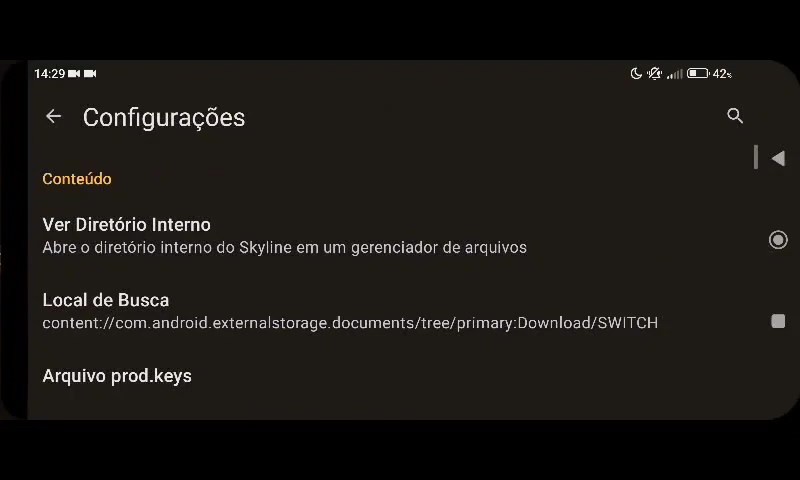 14:29 42%
Configurações
Conteúdo
Ver Diretório Interno
Abre o diretório interno do Skyline em um gerenciador de arquivos
Local de Busca
content://com.android.externalstorage.documents/tree/primary:Download/SWITCH
Arquivo prod.keys